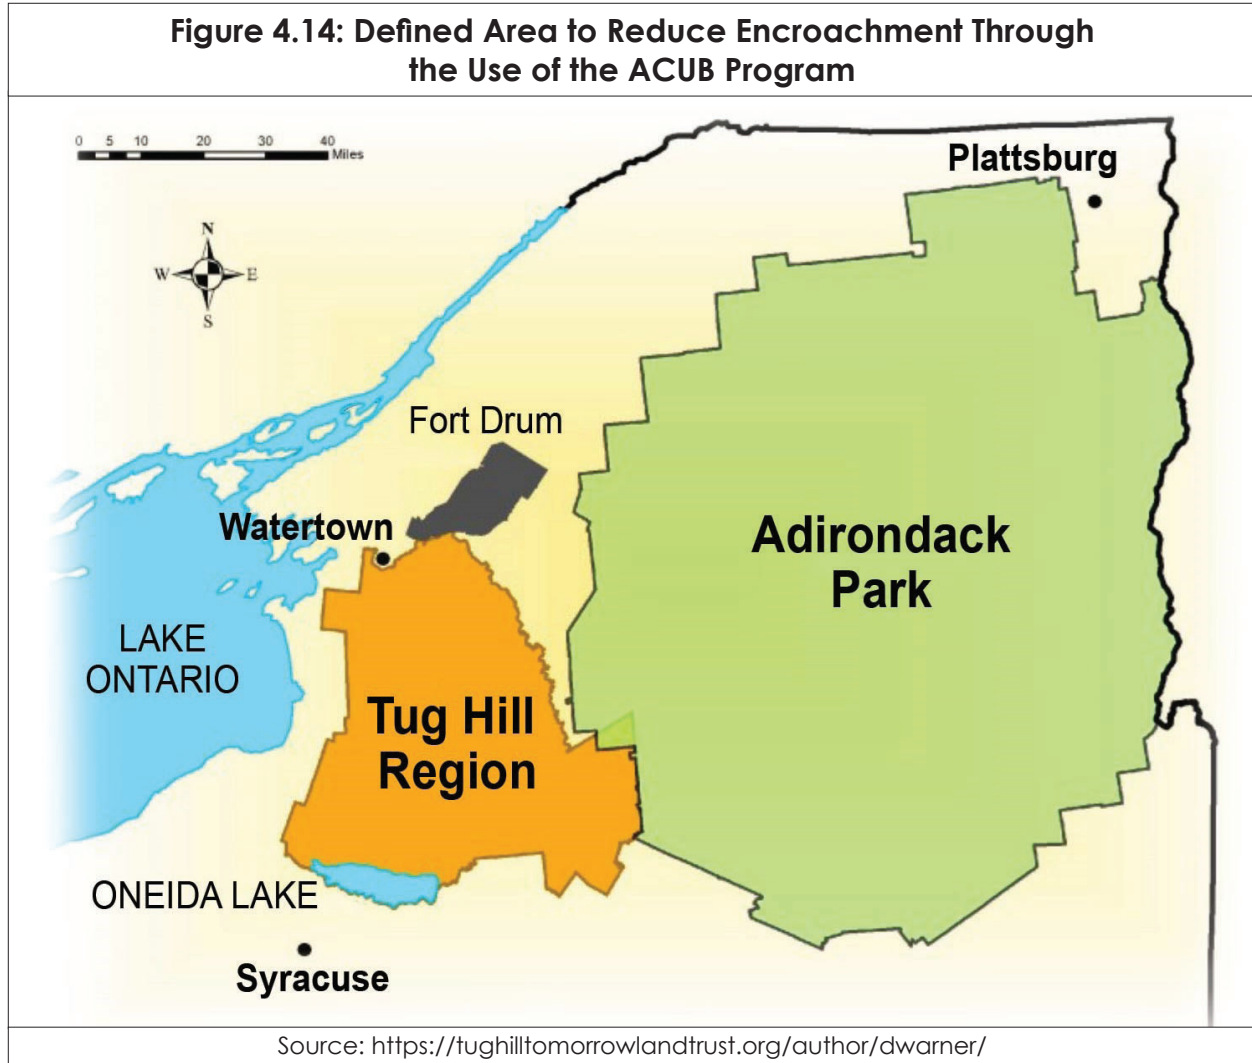 Figure 4.14: Defined Area to Reduce Encroachment Through
the Use of the ACUB Program
0 5 10 20 30 40
Miles
Plattsburg
N
W E
S
Fort Drum
Watertown
Adirondack
Park
LAKE
ONTARIO
Tug Hill
Region
ONEIDA LAKE
Syracuse
Source: https://tughilltomorrowlandtrust.org/author/dwarner/